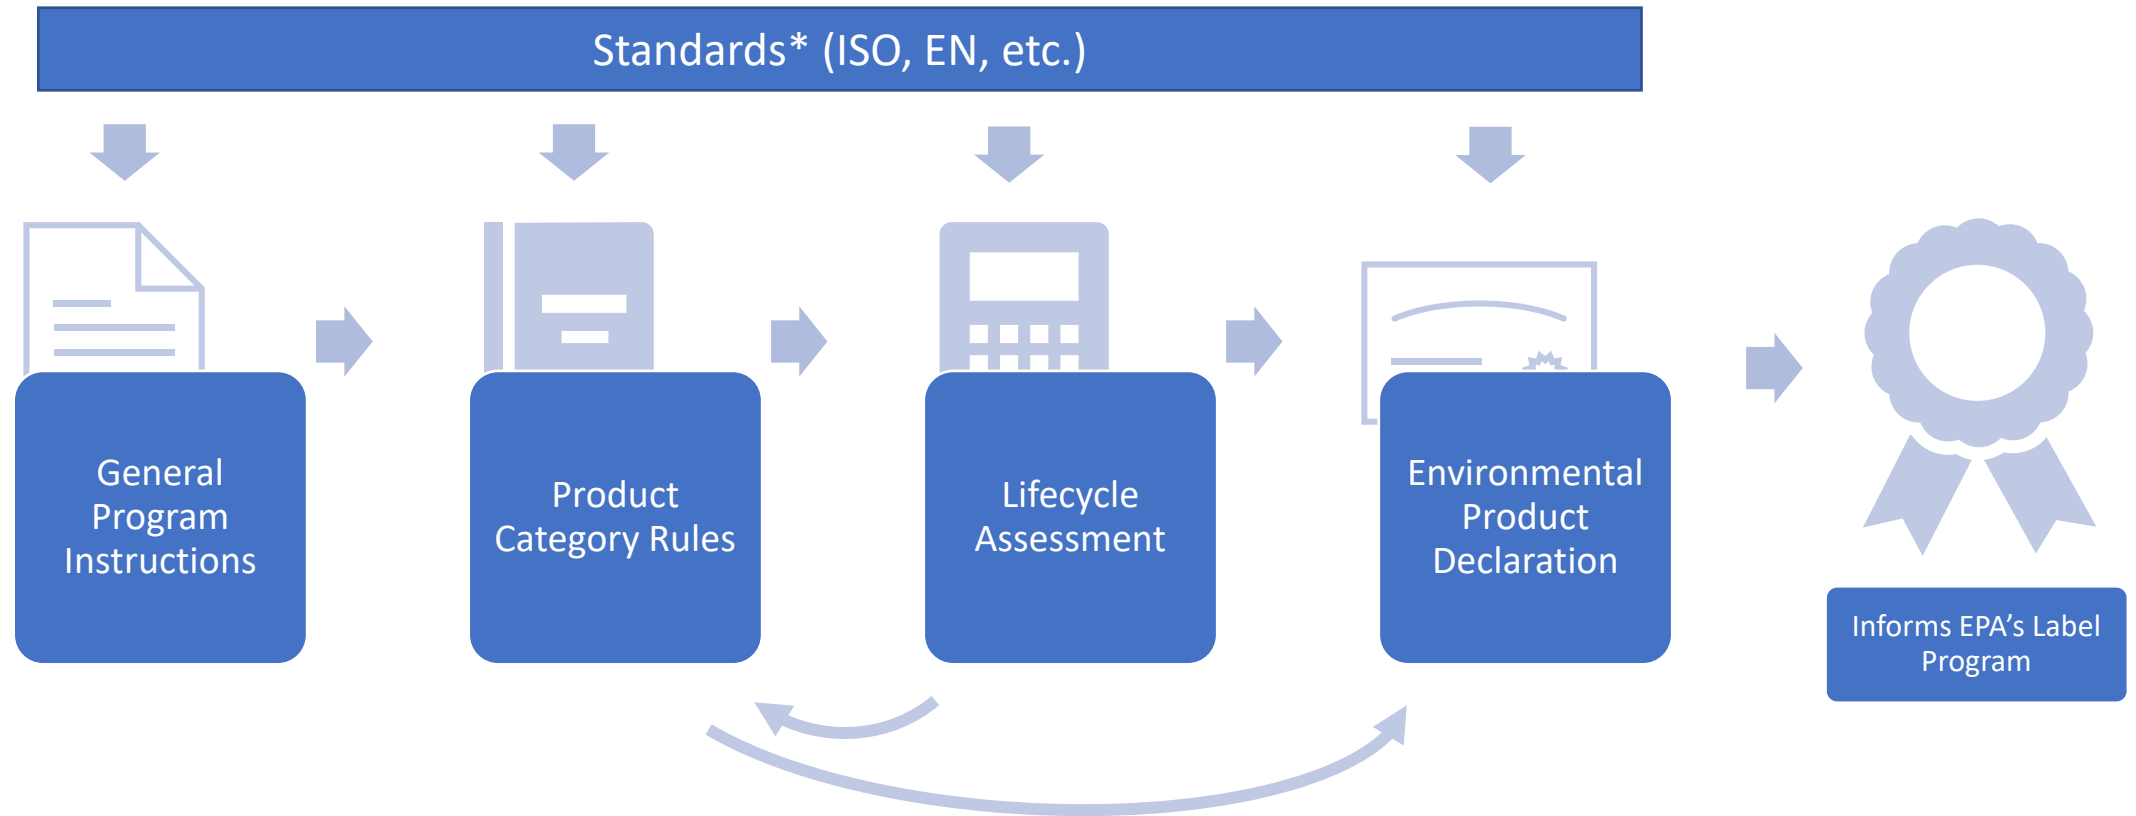 Standards* (ISO, EN, etc.)
General
Program
Instructions
Product
Category Rules
Lifecycle
Assessment
Environmental
Product
Declaration
Informs EPA’s Label
Program